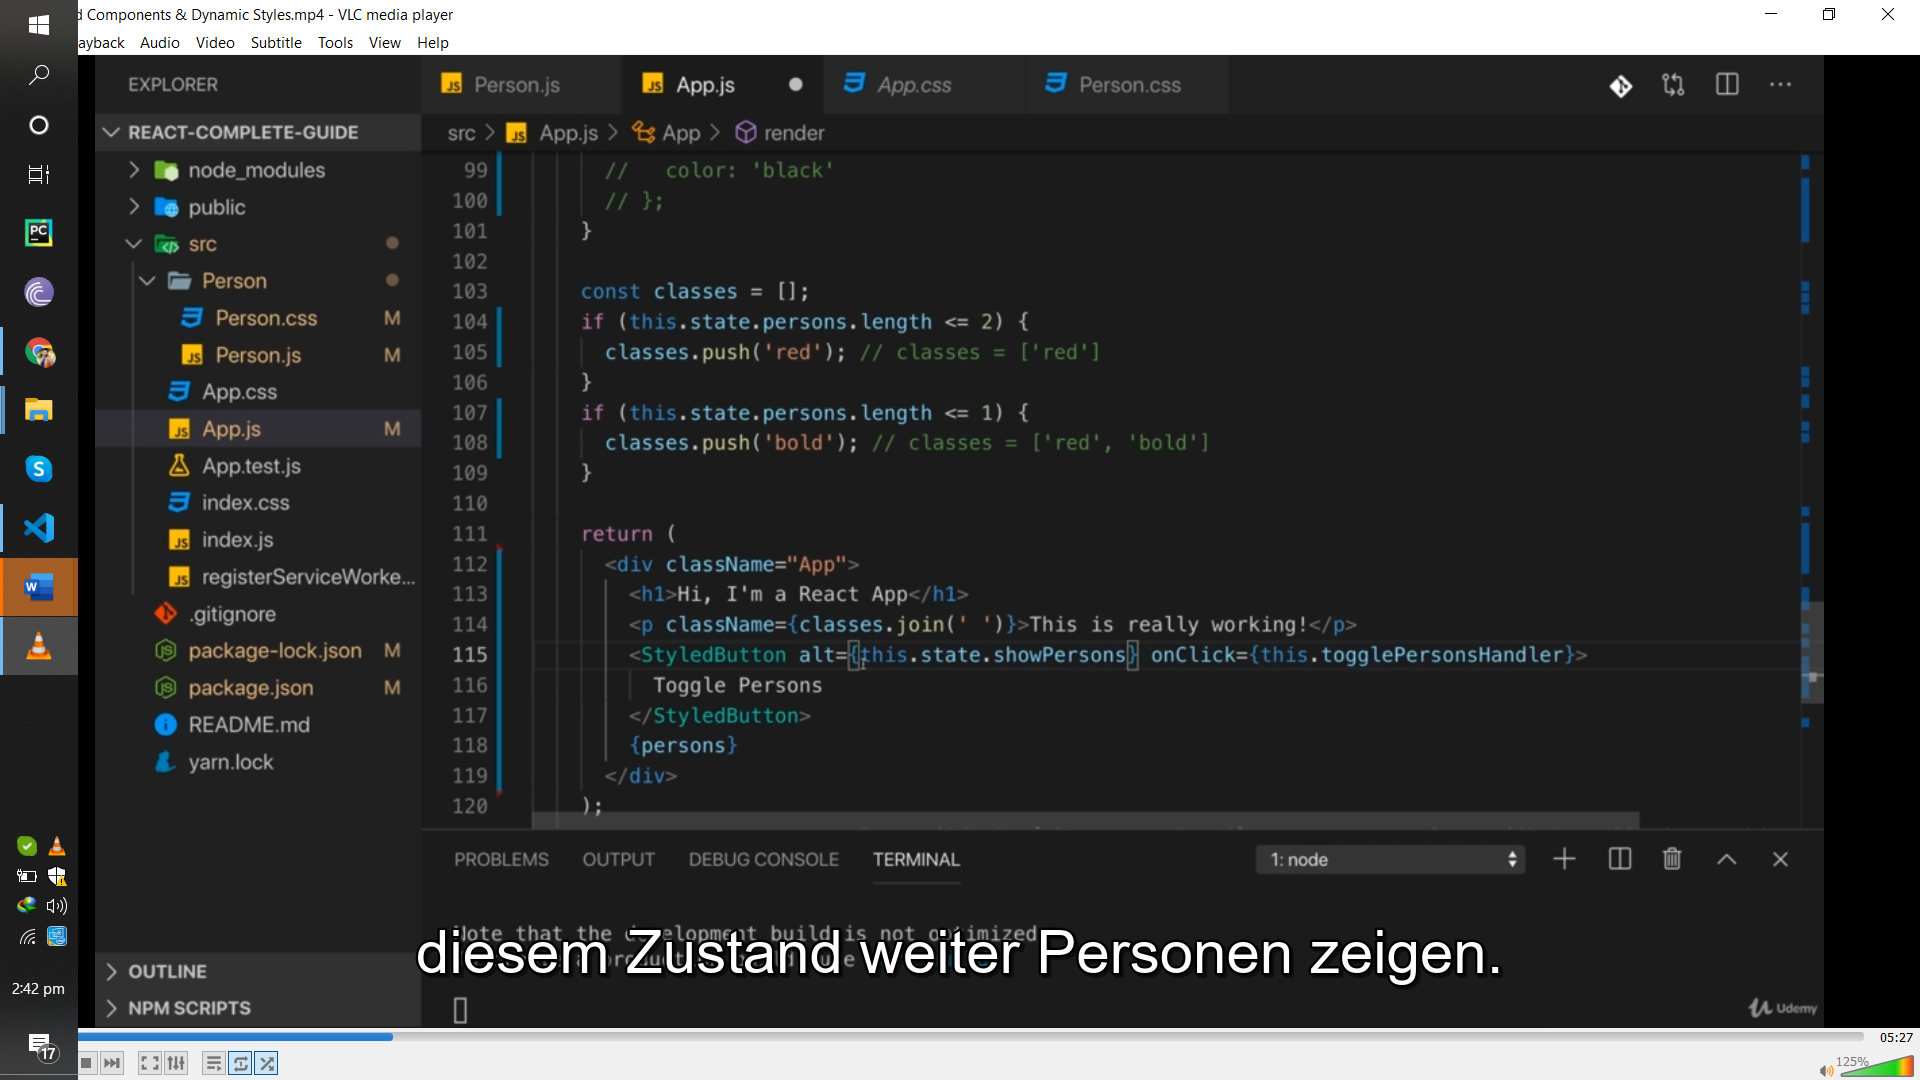 d Components & Dynamic Styles.mp4 - VLC media player
ayback Audio Video Subtitle Tools View Help
EXPLORER
Person.js
App.js
App.css
Person.css
REACT-COMPLETE-GUIDE
src > App.js > App > render
node_modules
public
src
Person
Person.css M
Person.js M
App.css
App.js M
App.test.js
index.css
index.js
registerServiceWorke...
.gitignore
package-lock.json M
package.json M
README.md
yarn.lock
OUTLINE
NPM SCRIPTS
99 // color: 'black'
100 // };
101 }
102
103 const classes = [];
104 if (this.state.persons.length <= 2) {
105 classes.push('red'); // classes = ['red']
106 }
107 if (this.state.persons.length <= 1) {
108 classes.push('bold'); // classes = ['red', 'bold']
109 }
110
111 return (
112 <div className="App">
113 <h1>Hi, I'm a React App</h1>
114 <p className={classes.join(' ')}>This is really working!</p>
115 <StyledButton alt={this.state.showPersons} onClick={this.togglePersonsHandler}>
116 Toggle Persons
117 </StyledButton>
118 {persons}
119 </div>
120 );
PROBLEMS OUTPUT DEBUG CONSOLE TERMINAL
1: node
Note that the development build is not optimized
diesem Zustand weiter Personen zeigen.
Udemy
2:42 pm
17
05:27
125%